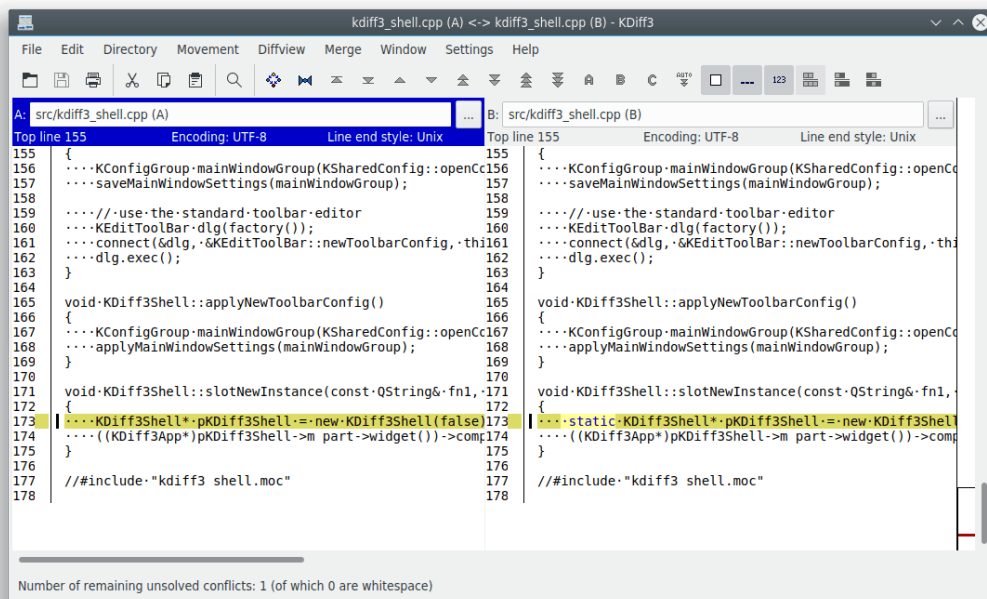 kdiff3_shell.cpp (A) <-> kdiff3_shell.cpp (B) - KDiff3
File Edit Directory Movement Diffview Merge Window Settings Help
A B C AUTO 123
A: src/kdiff3_shell.cpp (A) ...
Top line 155 Encoding: UTF-8 Line end style: Unix
155 {
156 ····KConfigGroup·mainWindowGroup(KSharedConfig::openCo
157 ····saveMainWindowSettings(mainWindowGroup);
158
159 ····//·use·the·standard·toolbar·editor
160 ····KEditToolBar·dlg(factory());
161 ····connect(&dlg,·&KEditToolBar::newToolbarConfig,·thi
162 ····dlg.exec();
163 }
164
165 void·KDiff3Shell::applyNewToolbarConfig()
166 {
167 ····KConfigGroup·mainWindowGroup(KSharedConfig::openCo
168 ····applyMainWindowSettings(mainWindowGroup);
169 }
170
171 void·KDiff3Shell::slotNewInstance(const·QString&·fn1,·
172 {
173 ····KDiff3Shell*·pKDiff3Shell·=·new·KDiff3Shell(false)
174 ····((KDiff3App*)pKDiff3Shell->m part->widget())->comp
175 }
176
177 //#include·"kdiff3 shell.moc"
178
B: src/kdiff3_shell.cpp (B) ...
Top line 155 Encoding: UTF-8 Line end style: Unix
155 {
156 ····KConfigGroup·mainWindowGroup(KSharedConfig::openCo
157 ····saveMainWindowSettings(mainWindowGroup);
158
159 ····//·use·the·standard·toolbar·editor
160 ····KEditToolBar·dlg(factory());
161 ····connect(&dlg,·&KEditToolBar::newToolbarConfig,·thi
162 ····dlg.exec();
163 }
164
165 void·KDiff3Shell::applyNewToolbarConfig()
166 {
167 ····KConfigGroup·mainWindowGroup(KSharedConfig::openCo
168 ····applyMainWindowSettings(mainWindowGroup);
169 }
170
171 void·KDiff3Shell::slotNewInstance(const·QString&·fn1,·
172 {
173 ····static·KDiff3Shell*·pKDiff3Shell·=·new·KDiff3Shell
174 ····((KDiff3App*)pKDiff3Shell->m part->widget())->comp
175 }
176
177 //#include·"kdiff3 shell.moc"
178
Number of remaining unsolved conflicts: 1 (of which 0 are whitespace)